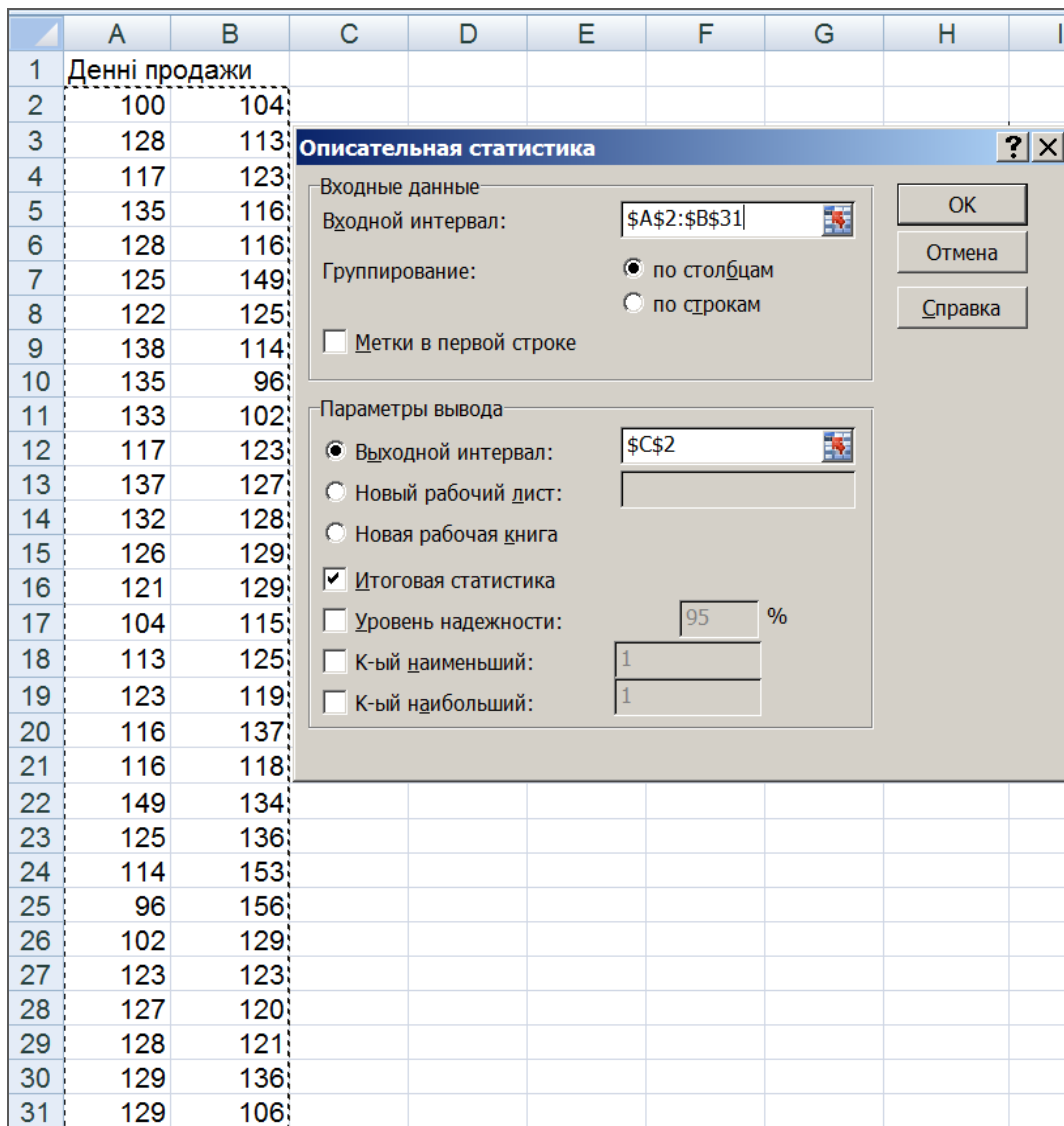 A B C D E F G H I
1 Денні продажи
2 100 104
3 128 113
4 117 123
5 135 116
6 128 116
7 125 149
8 122 125
9 138 114
10 135 96
11 133 102
12 117 123
13 137 127
14 132 128
15 126 129
16 121 129
17 104 115
18 113 125
19 123 119
20 116 137
21 116 118
22 149 134
23 125 136
24 114 153
25 96 156
26 102 129
27 123 123
28 127 120
29 128 121
30 129 136
31 129 106
Описательная статистика ? X
Входные данные
Входной интервал: $A$2:$B$31
Группирование: по столбцам
по строкам
Метки в первой строке
OK
Отмена
Справка
Параметры вывода
Выходной интервал: $C$2
Новый рабочий лист:
Новая рабочая книга
Итоговая статистика
Уровень надежности: 95 %
К-ый наименьший: 1
К-ый наибольший: 1